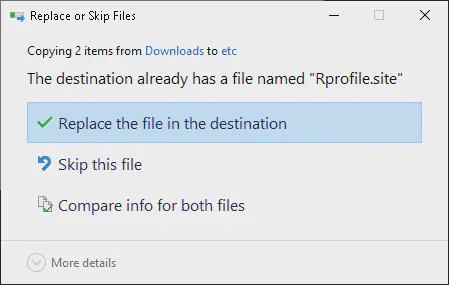 Replace or Skip Files
Copying 2 items from Downloads to etc
The destination already has a file named "Rprofile.site"
Replace the file in the destination
Skip this file
Compare info for both files
More details